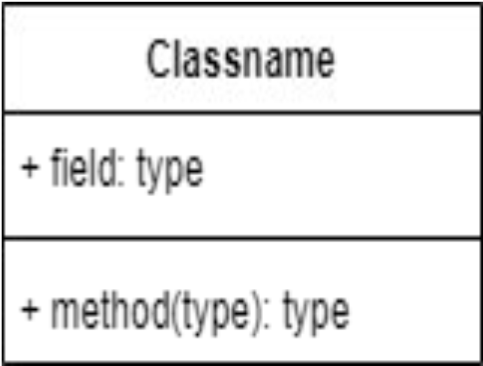 Classname
+ field: type
+ method(type): type